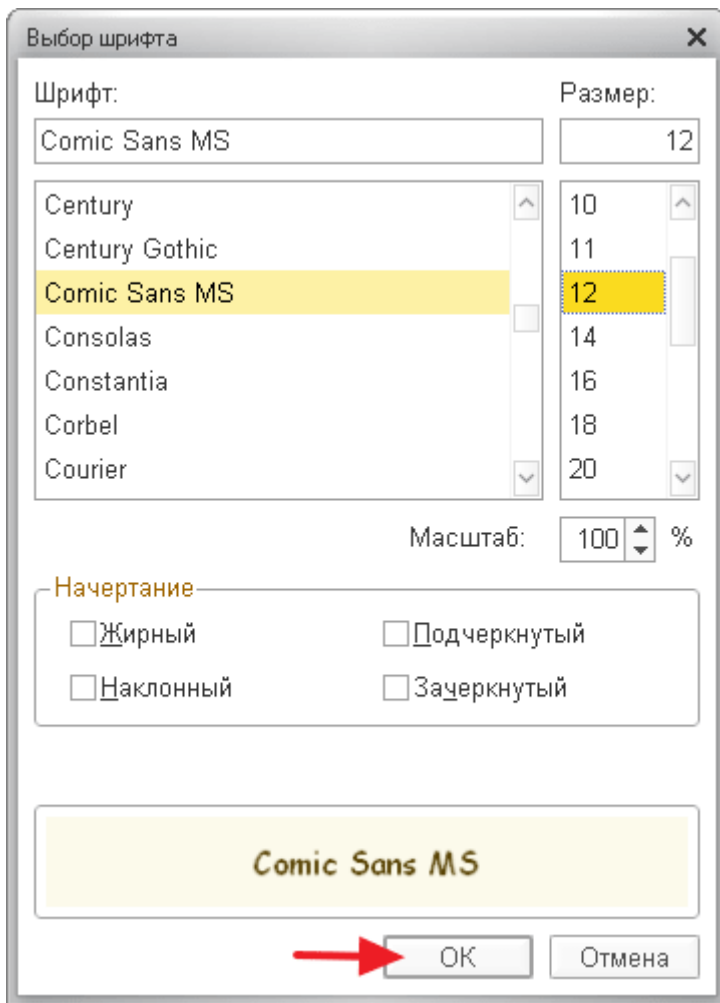 Выбор шрифта
Шрифт: Размер:
Comic Sans MS 12
Century 10
Century Gothic 11
Comic Sans MS 12
Consolas 14
Constantia 16
Corbel 18
Courier 20
Масштаб: 100 %
Начертание
Жирный Подчеркнутый
Наклонный Зачеркнутый
Comic Sans MS
ОК Отмена